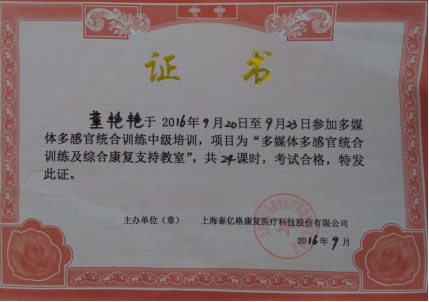 证 书
董艳艳于 2016年9月20日至9月23日参加多媒
体多感官统合训练中级培训,项目为“多媒体多感官统合
训练及综合康复支持教室”,共24课时,考试合格,特发
此证。
主办单位(章) 上海泰亿格康复医疗科技股份有限公司
2016年9月